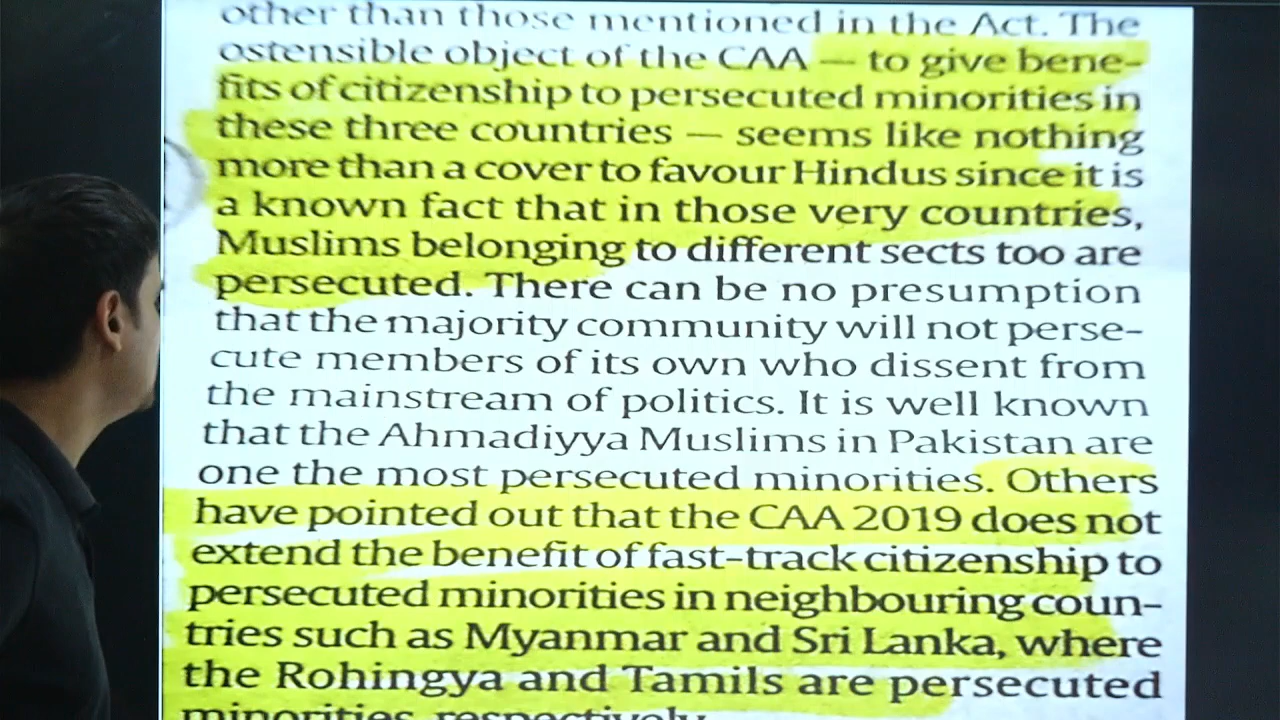 other than those mentioned in the Act. The
ostensible object of the CAA — to give bene-
fits of citizenship to persecuted minorities in
these three countries — seems like nothing
more than a cover to favour Hindus since it is
a known fact that in those very countries,
Muslims belonging to different sects too are
persecuted. There can be no presumption
that the majority community will not perse-
cute members of its own who dissent from
the mainstream of politics. It is well known
that the Ahmadiyya Muslims in Pakistan are
one the most persecuted minorities. Others
have pointed out that the CAA 2019 does not
extend the benefit of fast-track citizenship to
persecuted minorities in neighbouring coun-
tries such as Myanmar and Sri Lanka, where
the Rohingya and Tamils are persecuted
minorities, respectively.